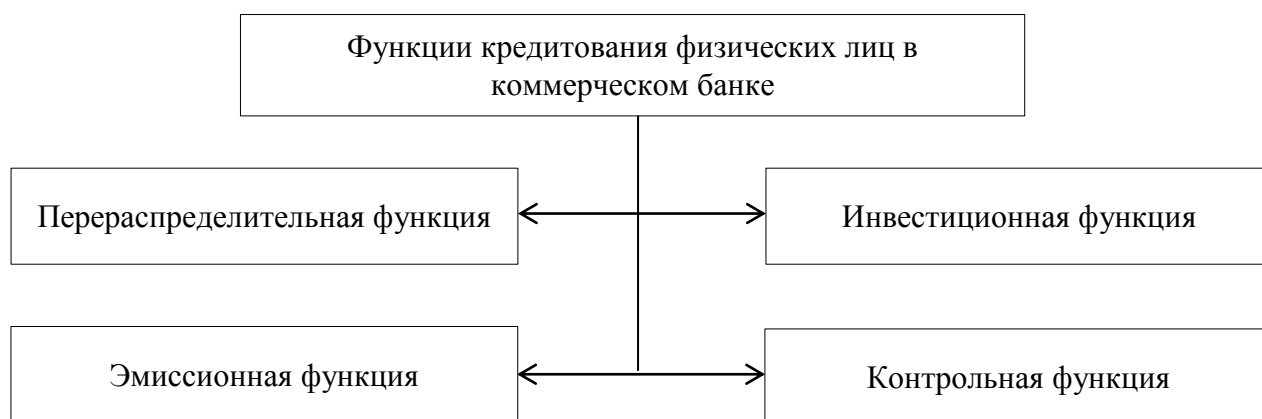 Функции кредитования физических лиц в
коммерческом банке
Перераспределительная функция
Инвестиционная функция
Эмиссионная функция
Контрольная функция